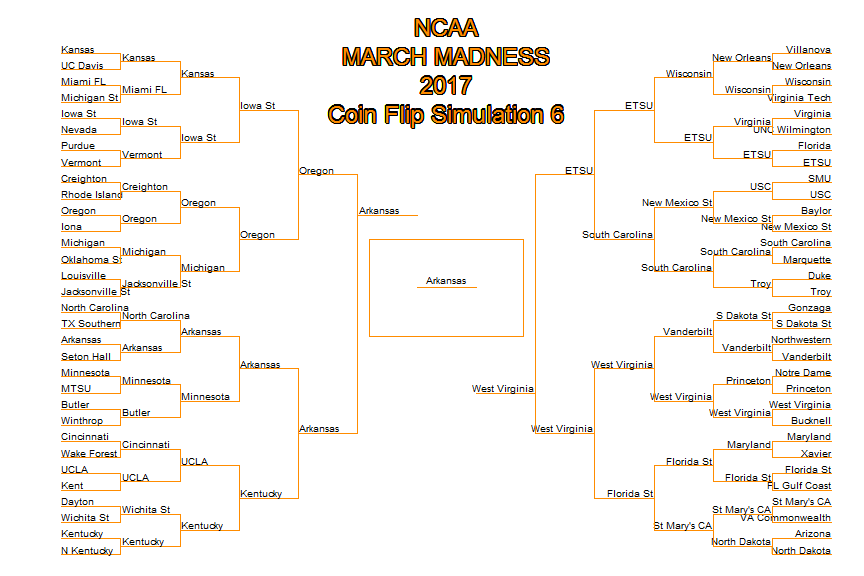 NCAA
MARCH MADNESS
2017
Coin Flip Simulation 6
Kansas
UC Davis
Miami FL
Michigan St
Iowa St
Nevada
Purdue
Vermont
Creighton
Rhode Island
Oregon
Iona
Michigan
Oklahoma St
Louisville
Jacksonville St
North Carolina
TX Southern
Arkansas
Seton Hall
Minnesota
MTSU
Butler
Winthrop
Cincinnati
Wake Forest
UCLA
Kent
Dayton
Wichita St
Kentucky
N Kentucky
Kansas
Miami FL
Iowa St
Vermont
Creighton
Oregon
Michigan
Jacksonville St
North Carolina
Arkansas
Minnesota
Butler
Cincinnati
UCLA
Wichita St
Kentucky
Kansas
Iowa St
Oregon
Michigan
Arkansas
Minnesota
UCLA
Kentucky
Iowa St
Oregon
Arkansas
Kentucky
Oregon
Arkansas
Arkansas
Arkansas
West Virginia
ETSU
West Virginia
ETSU
South Carolina
West Virginia
Florida St
Wisconsin
ETSU
New Mexico St
South Carolina
Vanderbilt
West Virginia
Florida St
St Mary's CA
New Orleans
Wisconsin
Virginia
ETSU
USC
New Mexico St
South Carolina
Troy
S Dakota St
Vanderbilt
Princeton
West Virginia
Maryland
Florida St
St Mary's CA
North Dakota
Villanova
New Orleans
Wisconsin
Virginia Tech
Virginia
UNC Wilmington
Florida
ETSU
SMU
USC
Baylor
New Mexico St
South Carolina
Marquette
Duke
Troy
Gonzaga
S Dakota St
Northwestern
Vanderbilt
Notre Dame
Princeton
West Virginia
Bucknell
Maryland
Xavier
Florida St
FL Gulf Coast
St Mary's CA
VA Commonwealth
Arizona
North Dakota